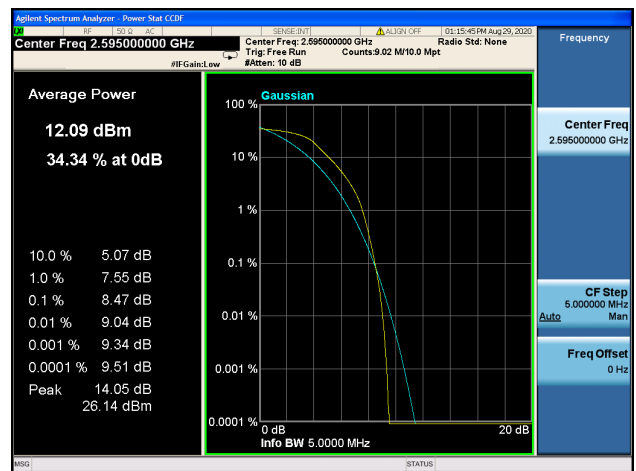 Agilent Spectrum Analyzer - Power Stat CCDF
RF 50 Ω AC SENSE:INT ALIGN OFF 01:15:45 PM Aug 29, 2020
Center Freq 2.595000000 GHz
Center Freq: 2.595000000 GHz Radio Std: None
Trig: Free Run Counts:9.02 M/10.0 Mpt
#IFGain:Low #Atten: 10 dB
Frequency
Average Power
12.09 dBm
34.34 % at 0dB
10.0 % 5.07 dB
1.0 % 7.55 dB
0.1 % 8.47 dB
0.01 % 9.04 dB
0.001 % 9.34 dB
0.0001 % 9.51 dB
Peak 14.05 dB
26.14 dBm
Gaussian
100 %
10 %
1 %
0.1 %
0.01 %
0.001 %
0.0001 %
0 dB 20 dB
Info BW 5.0000 MHz
Center Freq
2.595000000 GHz
CF Step
5.000000 MHz
Auto Man
Freq Offset
0 Hz
MSG STATUS